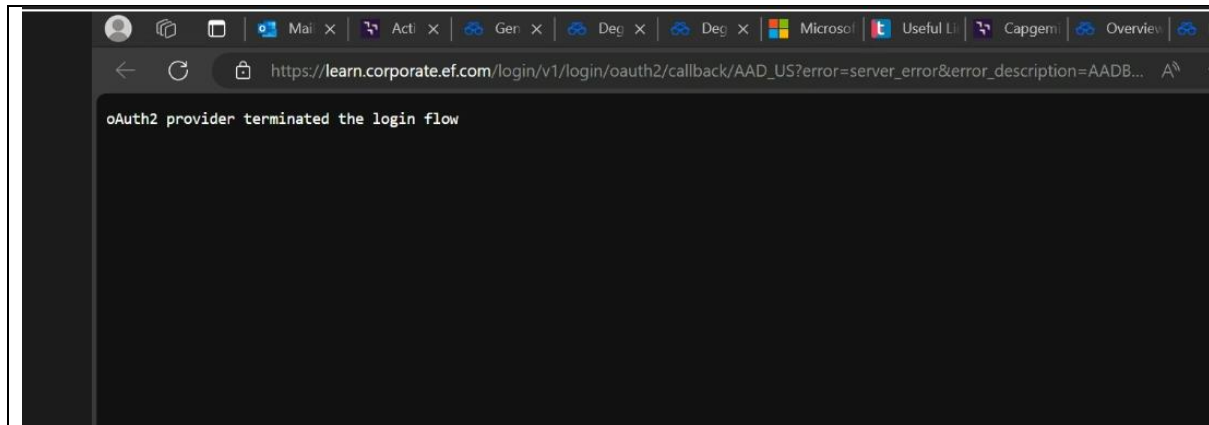 Mai
Acti
Gen
Deg
Deg
Microsof
Useful Li
Capgemi
Overview
https://learn.corporate.ef.com/login/v1/login/oauth2/callback/AAD_US?error=server_error&error_description=AADB...
oAuth2 provider terminated the login flow